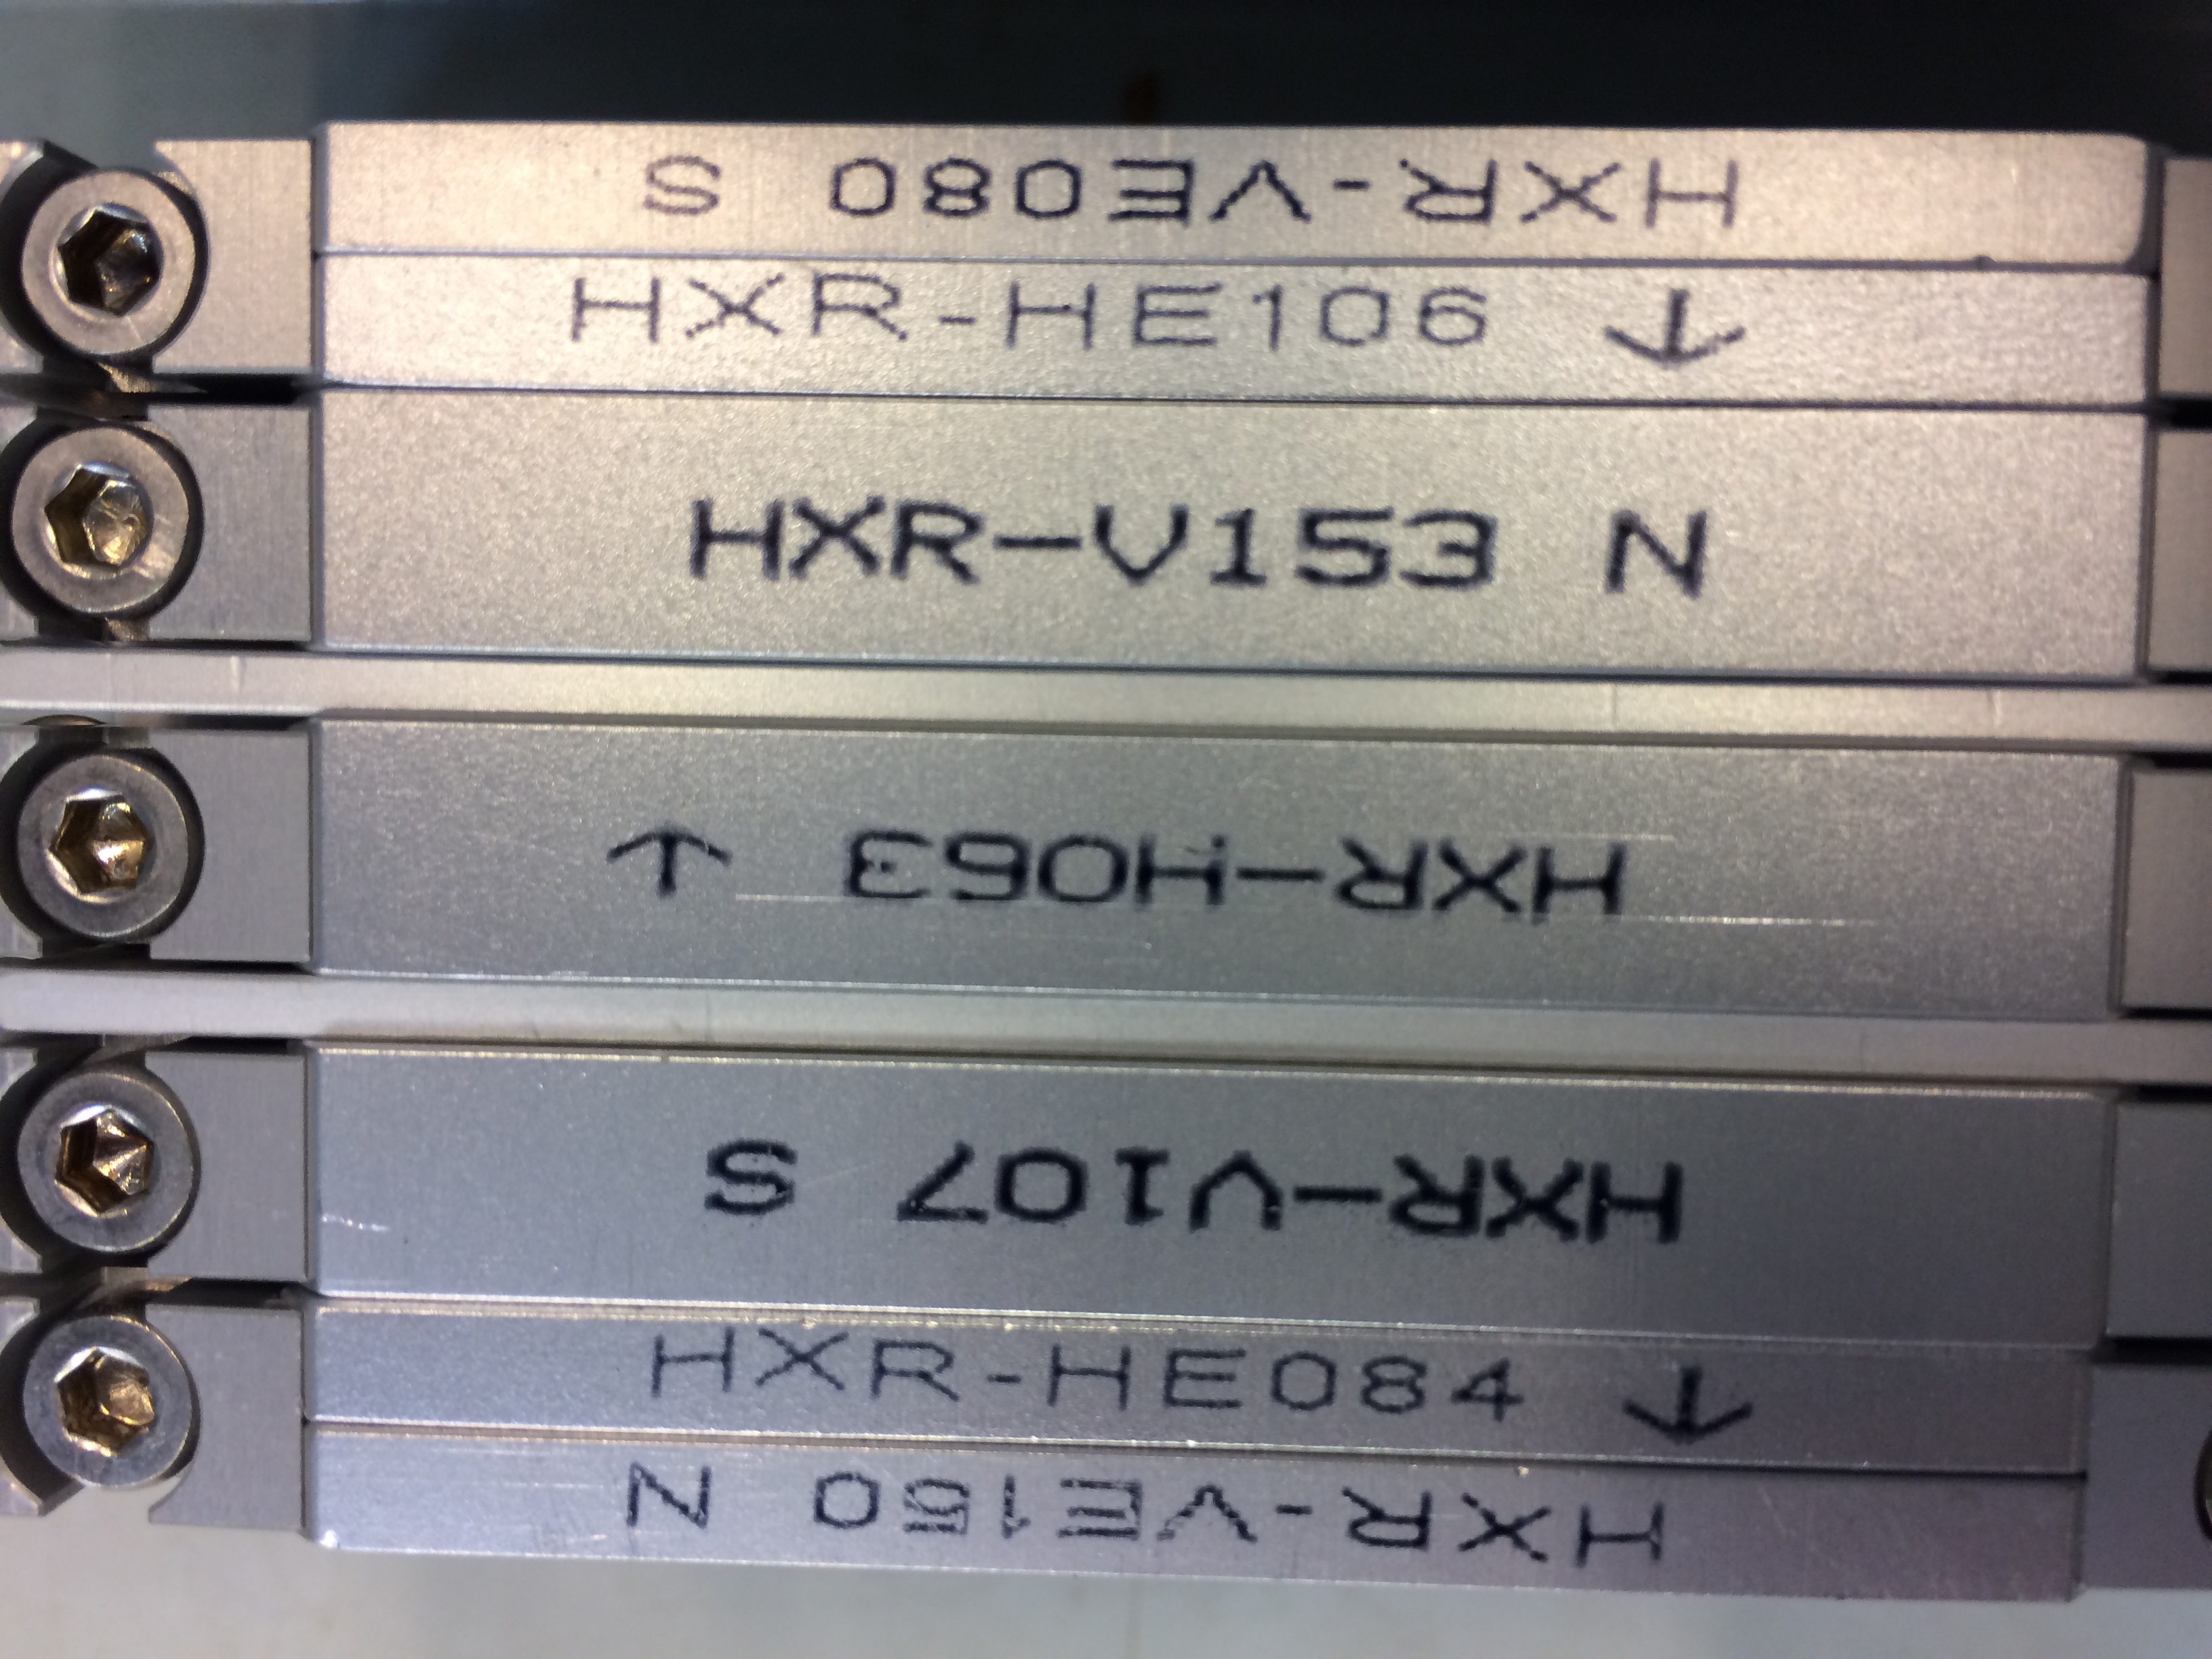 HXR-VE080 S
HXR-HE106 ↓
HXR-V153 N
HXR-H063 ↓
HXR-V107 S
HXR-HE084 ↓
HXR-VE150 N